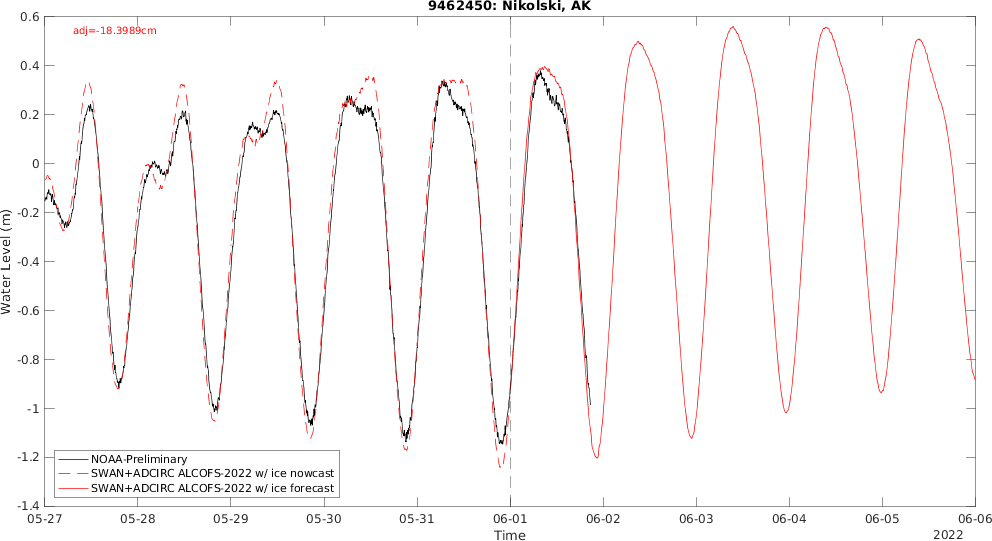 9462450: Nikolski, AK
adj=-18.3989cm
0.6
0.4
0.2
0
-0.2
-0.4
-0.6
-0.8
-1
-1.2
-1.4
Water Level (m)
NOAA-Preliminary
SWAN+ADCIRC ALCOFS-2022 w/ ice nowcast
SWAN+ADCIRC ALCOFS-2022 w/ ice forecast
05-27 05-28 05-29 05-30 05-31 06-01 06-02 06-03 06-04 06-05 06-06
Time
2022